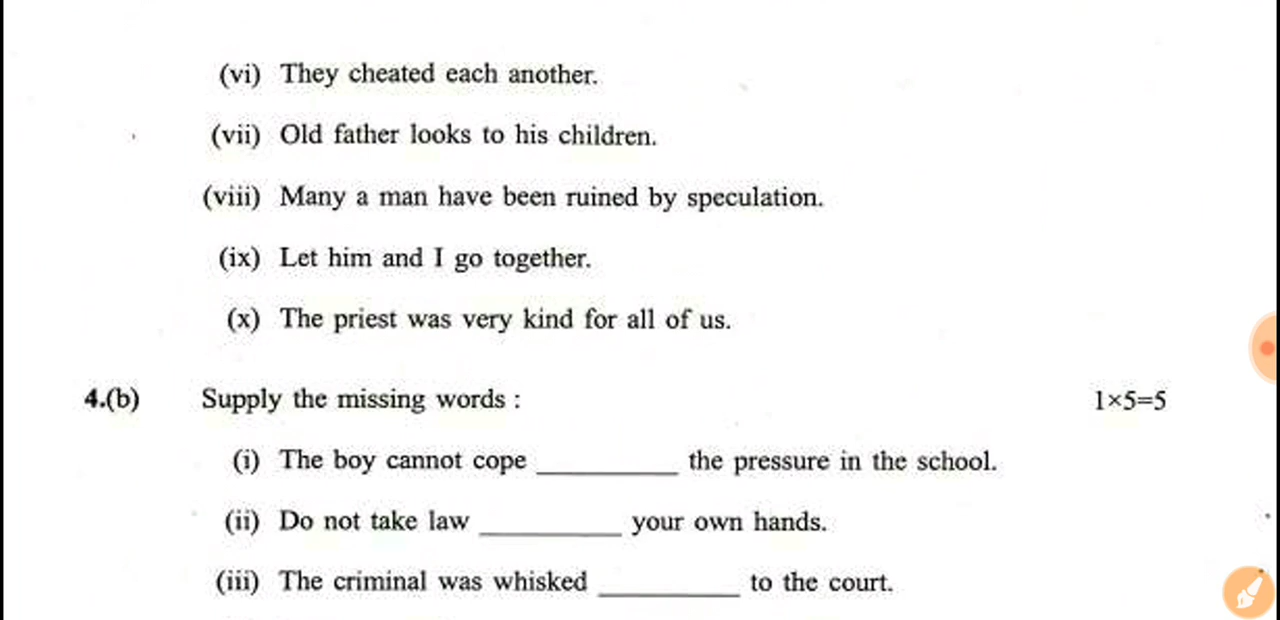 (vi) They cheated each another.
(vii) Old father looks to his children.
(viii) Many a man have been ruined by speculation.
(ix) Let him and I go together.
(x) The priest was very kind for all of us.
4.(b) Supply the missing words : 1×5=5
(i) The boy cannot cope __________ the pressure in the school.
(ii) Do not take law __________ your own hands.
(iii) The criminal was whisked __________ to the court.